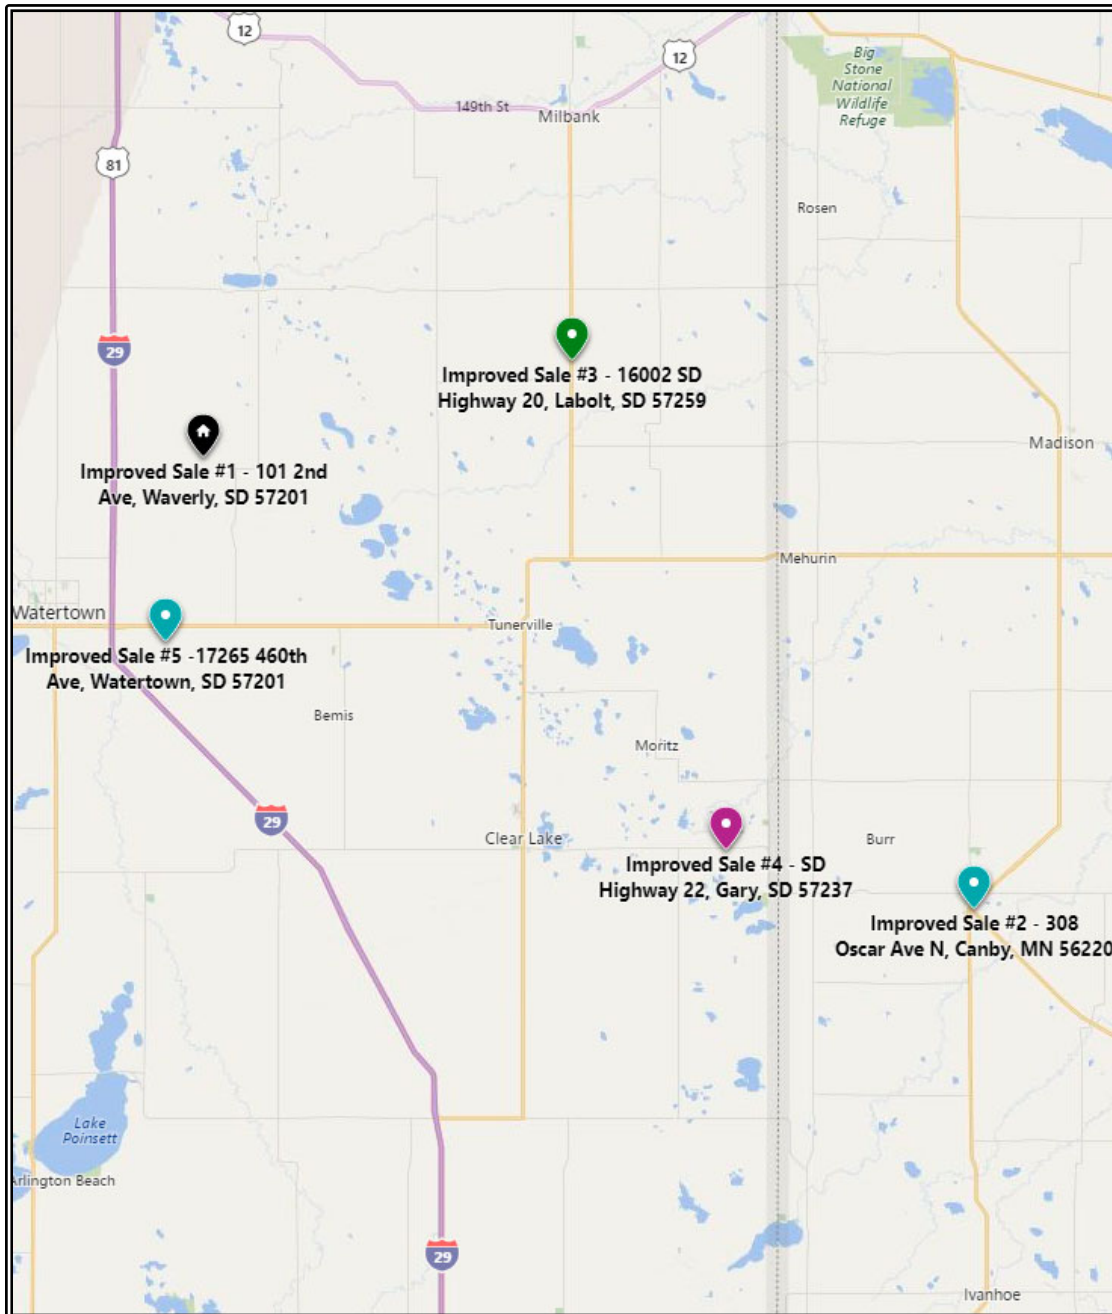 12
Big
Stone
National
Wildlife
Refuge
12
149th St
Milbank
81
Rosen
29
Improved Sale #3 - 16002 SD
Highway 20, Labolt, SD 57259
Madison
Improved Sale #1 - 101 2nd
Ave, Waverly, SD 57201
Mehurin
Watertown
Tunerville
Improved Sale #5 -17265 460th
Ave, Watertown, SD 57201
Bemis
Moritz
29
Clear Lake
Burr
Improved Sale #4 - SD
Highway 22, Gary, SD 57237
Improved Sale #2 - 308
Oscar Ave N, Canby, MN 56220
Lake
Poinsett
Arlington Beach
29
Ivanhoe